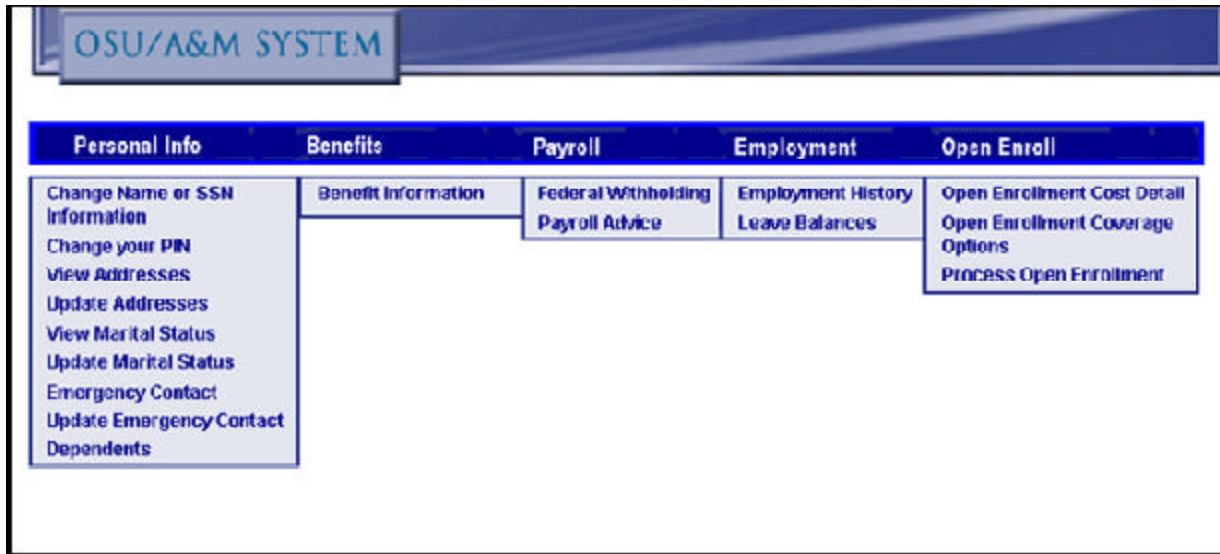 OSU/A&M SYSTEM
Personal Info
Benefits
Payroll
Employment
Open Enroll
Change Name or SSN
Information
Change your PIN
View Addresses
Update Addresses
View Marital Status
Update Marital Status
Emergency Contact
Update Emergency Contact
Dependents
Benefit Information
Federal Withholding
Payroll Advice
Employment History
Leave Balances
Open Enrollment Cost Detail
Open Enrollment Coverage
Options
Process Open Enrollment